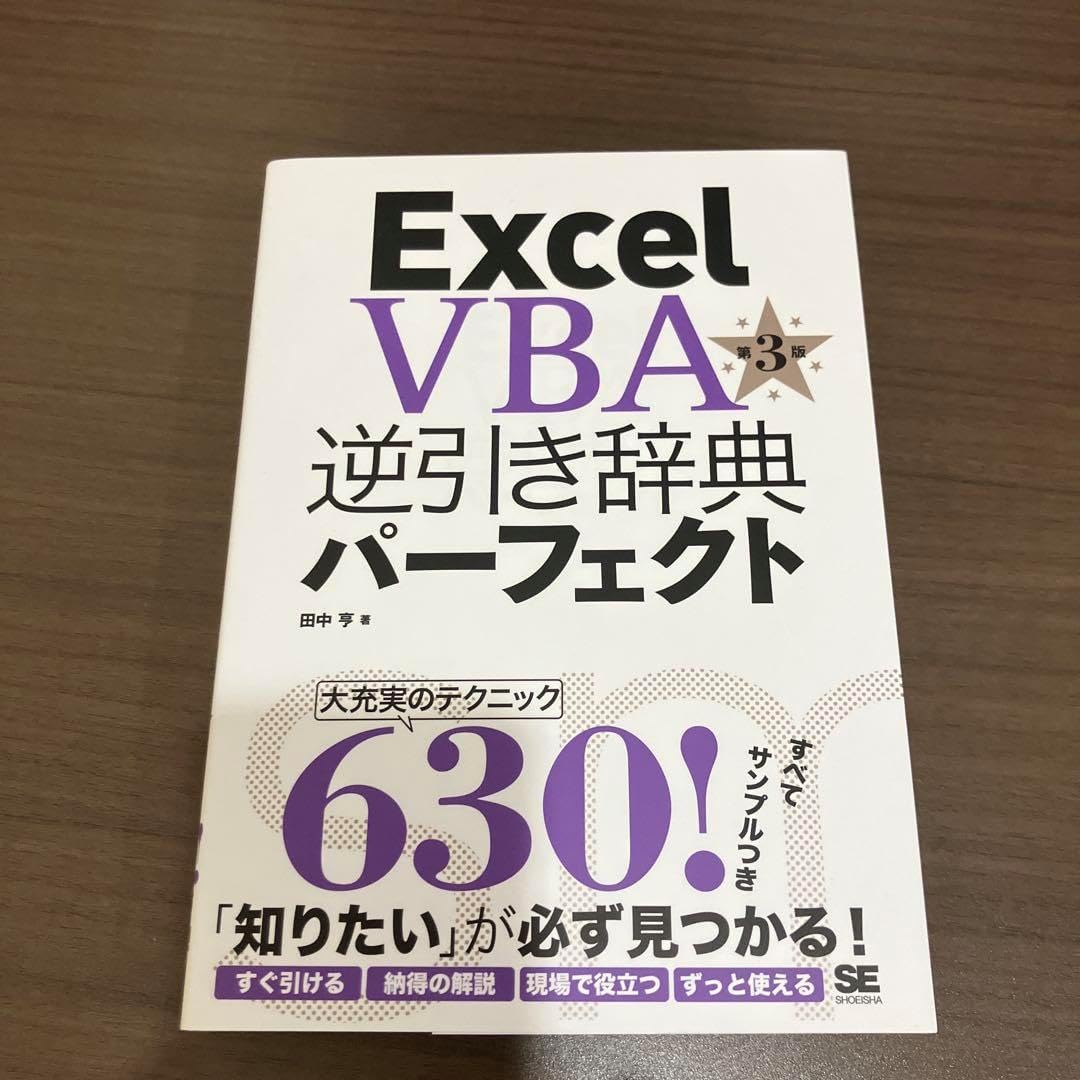 Excel
VBA
第3版
逆引き辞典
パーフェクト
田中 亨 著
大充実のテクニック
630!
すべて
サンプルつき
「知りたい」が必ず見つかる!
すぐ引ける 納得の解説 現場で役立つ ずっと使える
SE
SHOEISHA